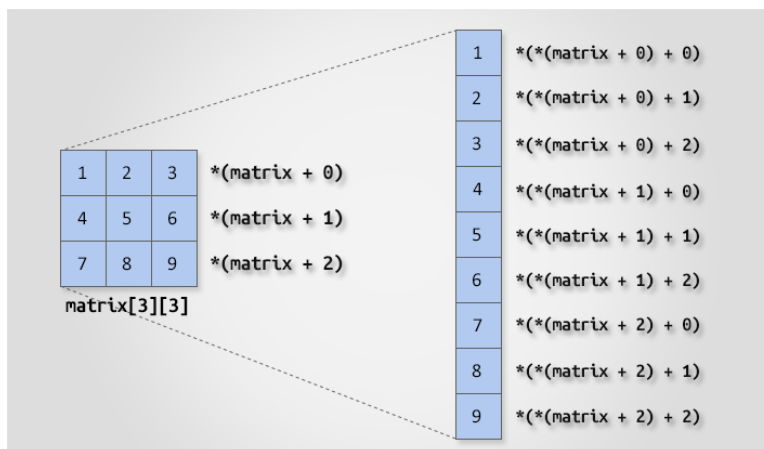 1 2 3 *(matrix + 0)
4 5 6 *(matrix + 1)
7 8 9 *(matrix + 2)
matrix[3][3]
1 *(*(matrix + 0) + 0)
2 *(*(matrix + 0) + 1)
3 *(*(matrix + 0) + 2)
4 *(*(matrix + 1) + 0)
5 *(*(matrix + 1) + 1)
6 *(*(matrix + 1) + 2)
7 *(*(matrix + 2) + 0)
8 *(*(matrix + 2) + 1)
9 *(*(matrix + 2) + 2)